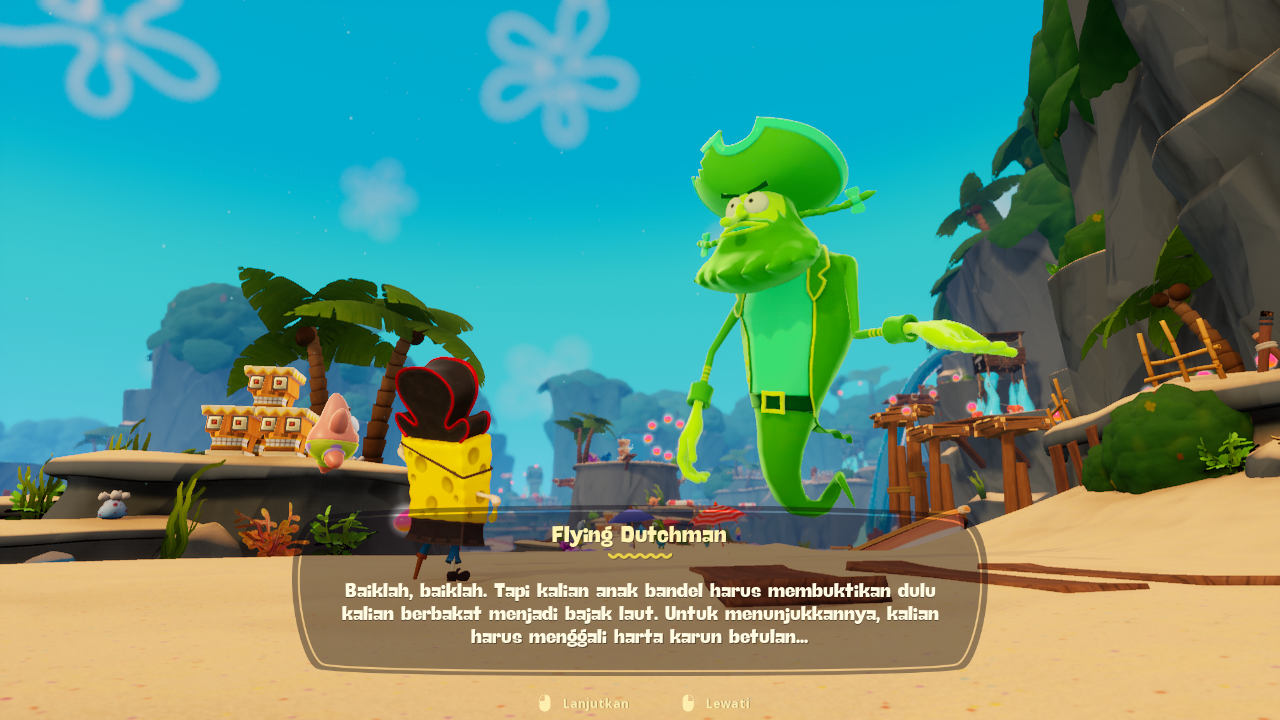 Flying Dutchman
Baiklah, baiklah. Tapi kalian anak bandel harus membuktikan dulu
kalian berbakat menjadi bajak laut. Untuk menunjukkannya, kalian
harus menggali harta karun betulan...
Lanjutkan
Lewati